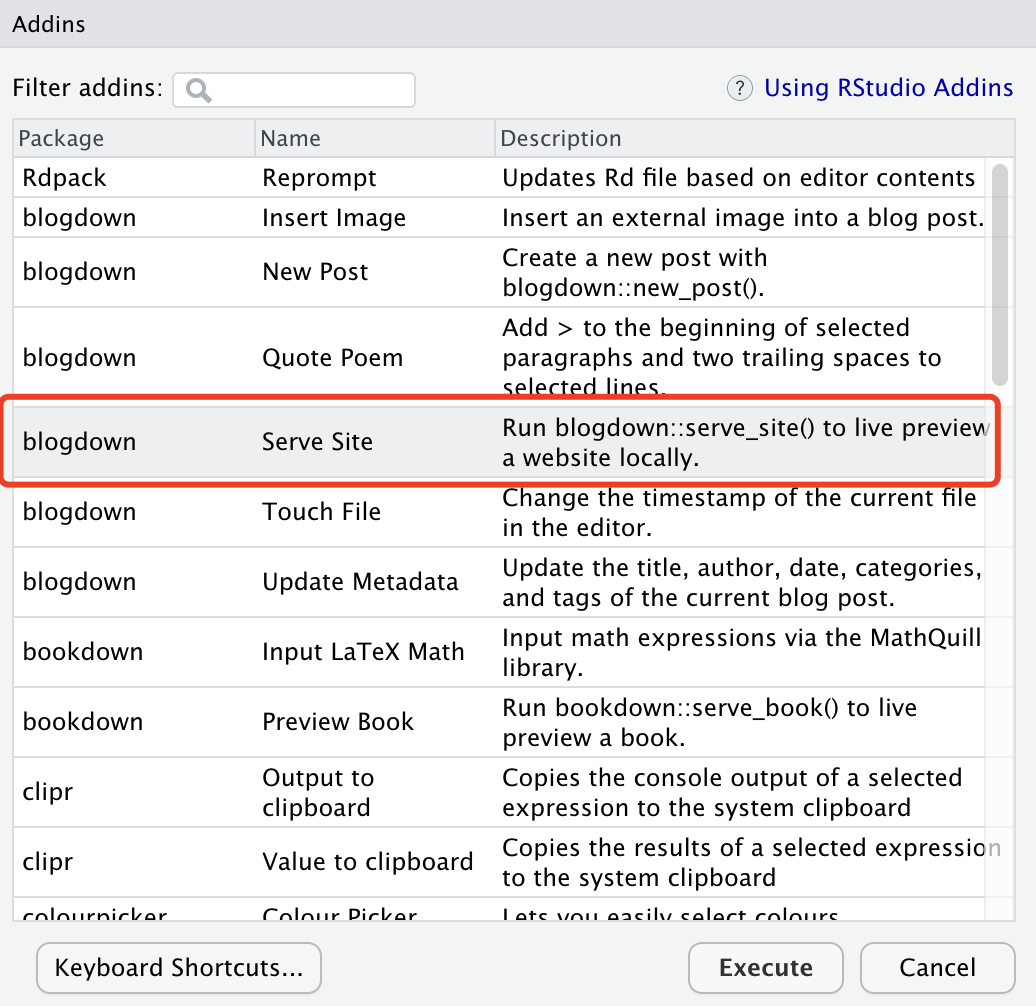 Addins
Filter addins:
? Using RStudio Addins
Package Name Description
Rdpack Reprompt Updates Rd file based on editor contents
blogdown Insert Image Insert an external image into a blog post.
blogdown New Post Create a new post with
blogdown::new_post().
blogdown Quote Poem Add > to the beginning of selected
paragraphs and two trailing spaces to
selected lines.
blogdown Serve Site Run blogdown::serve_site() to live preview
a website locally.
blogdown Touch File Change the timestamp of the current file
in the editor.
blogdown Update Metadata Update the title, author, date, categories,
and tags of the current blog post.
bookdown Input LaTeX Math Input math expressions via the MathQuill
library.
bookdown Preview Book Run bookdown::serve_book() to live
preview a book.
clipr Output to
clipboard Copies the console output of a selected
expression to the system clipboard
clipr Value to clipboard Copies the results of a selected expression
to the system clipboard
colourpicker Colour Picker Lets you easily select colours
Keyboard Shortcuts... Execute Cancel